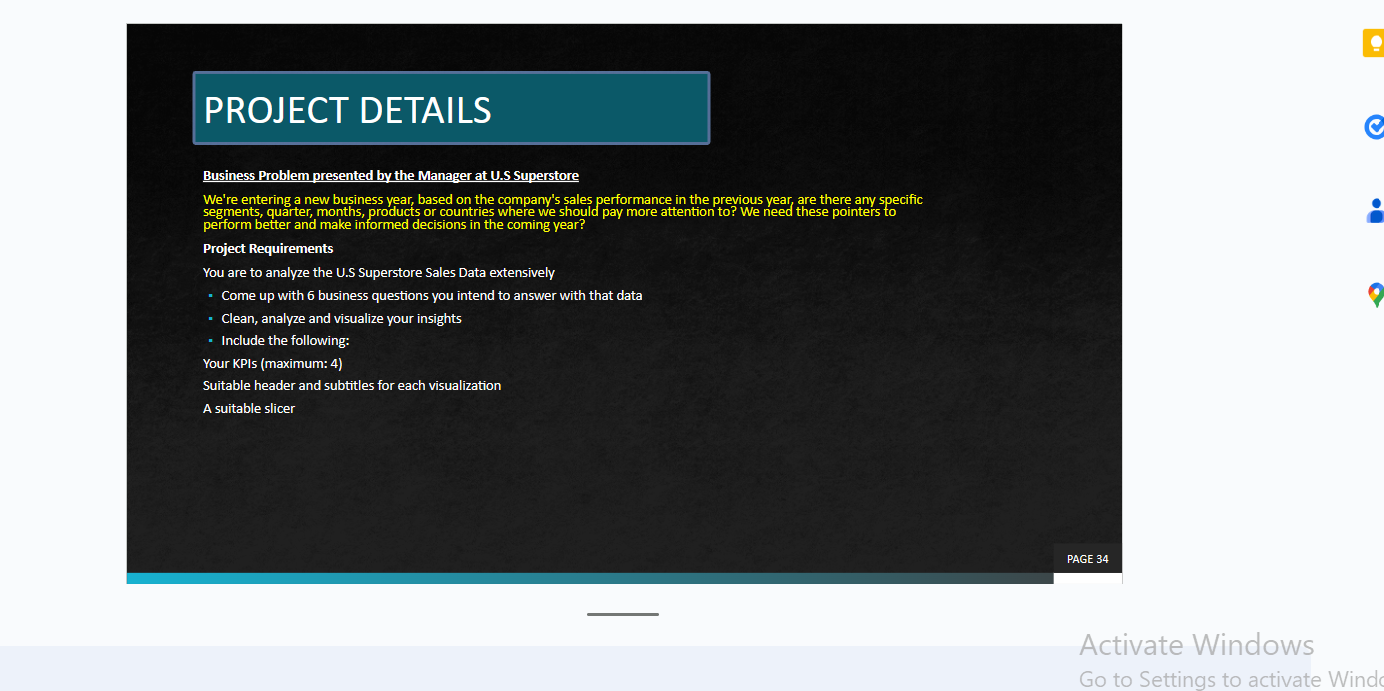 PROJECT DETAILS
Business Problem presented by the Manager at U.S Superstore
We're entering a new business year, based on the company's sales performance in the previous year, are there any specific
segments, quarter, months, products or countries where we should pay more attention to? We need these pointers to
perform better and make informed decisions in the coming year?
Project Requirements
You are to analyze the U.S Superstore Sales Data extensively
▪ Come up with 6 business questions you intend to answer with that data
▪ Clean, analyze and visualize your insights
▪ Include the following:
Your KPIs (maximum: 4)
Suitable header and subtitles for each visualization
A suitable slicer
PAGE 34
Activate Windows
Go to Settings to activate Windo